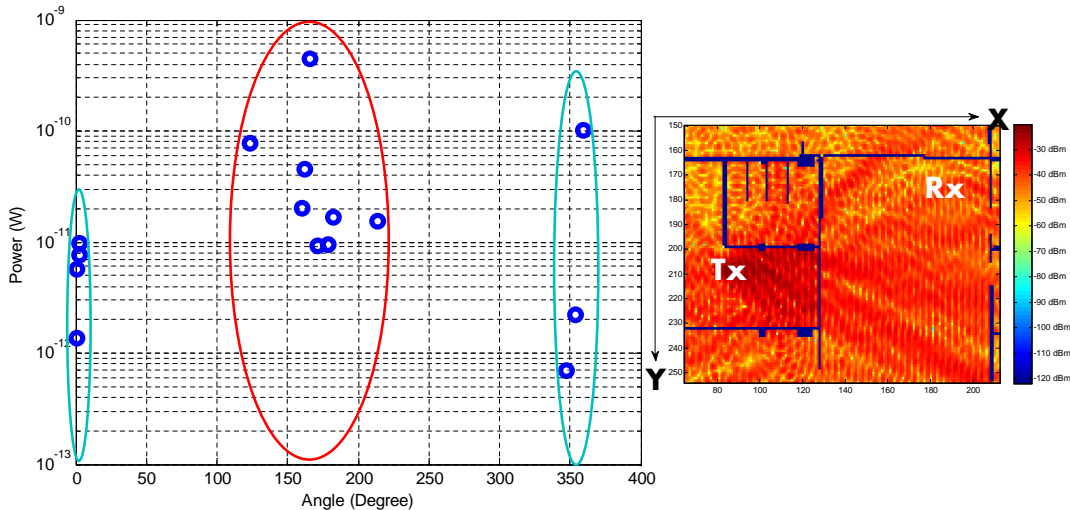 Power (W)
10^-9
10^-10
10^-11
10^-12
10^-13
0 50 100 150 200 250 300 350 400
Angle (Degree)
X
Y
Tx
Rx
150
160
170
180
190
200
210
220
230
240
250
80 100 120 140 160 180 200
-30 dBm
-40 dBm
-50 dBm
-60 dBm
-70 dBm
-80 dBm
-90 dBm
-100 dBm
-110 dBm
-120 dBm